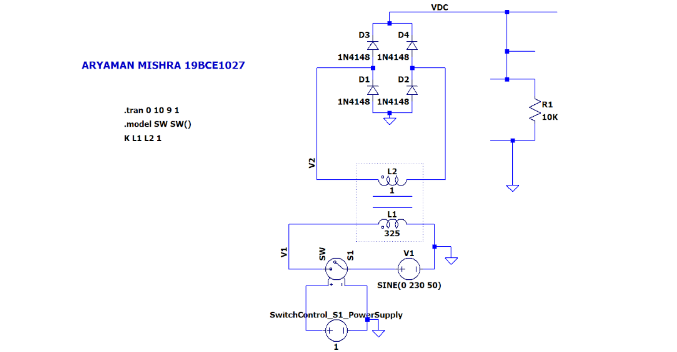 VDC
D3
D4
1N4148
1N4148
ARYAMAN MISHRA 19BCE1027
D1
D2
1N4148
1N4148
R1
10K
.tran 0 10 9 1
.model SW SW()
K L1 L2 1
V2
L2
1
L1
325
V1
SW
S1
V1
SINE(0 230 50)
SwitchControl_S1_PowerSupply
1